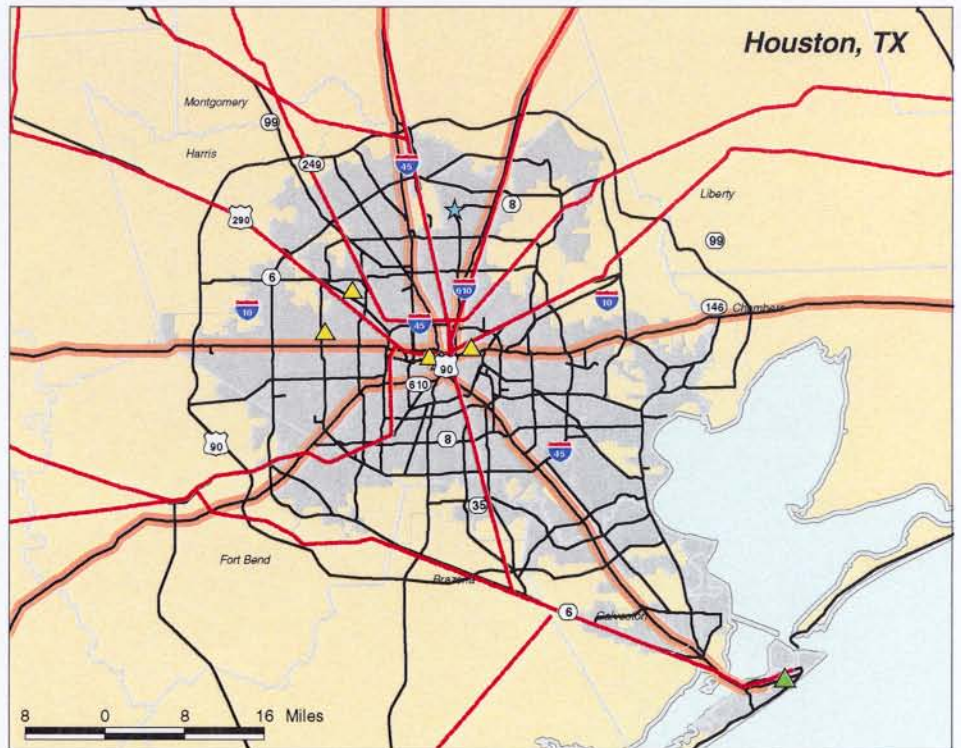 Houston, TX
Montgomery
99
Harris
249
45
Liberty
8
290
99
6
610
10
10
146
Chambers
45
90
610
8
90
45
35
Fort Bend
Brazoria
6
Galveston
8 0 8 16 Miles